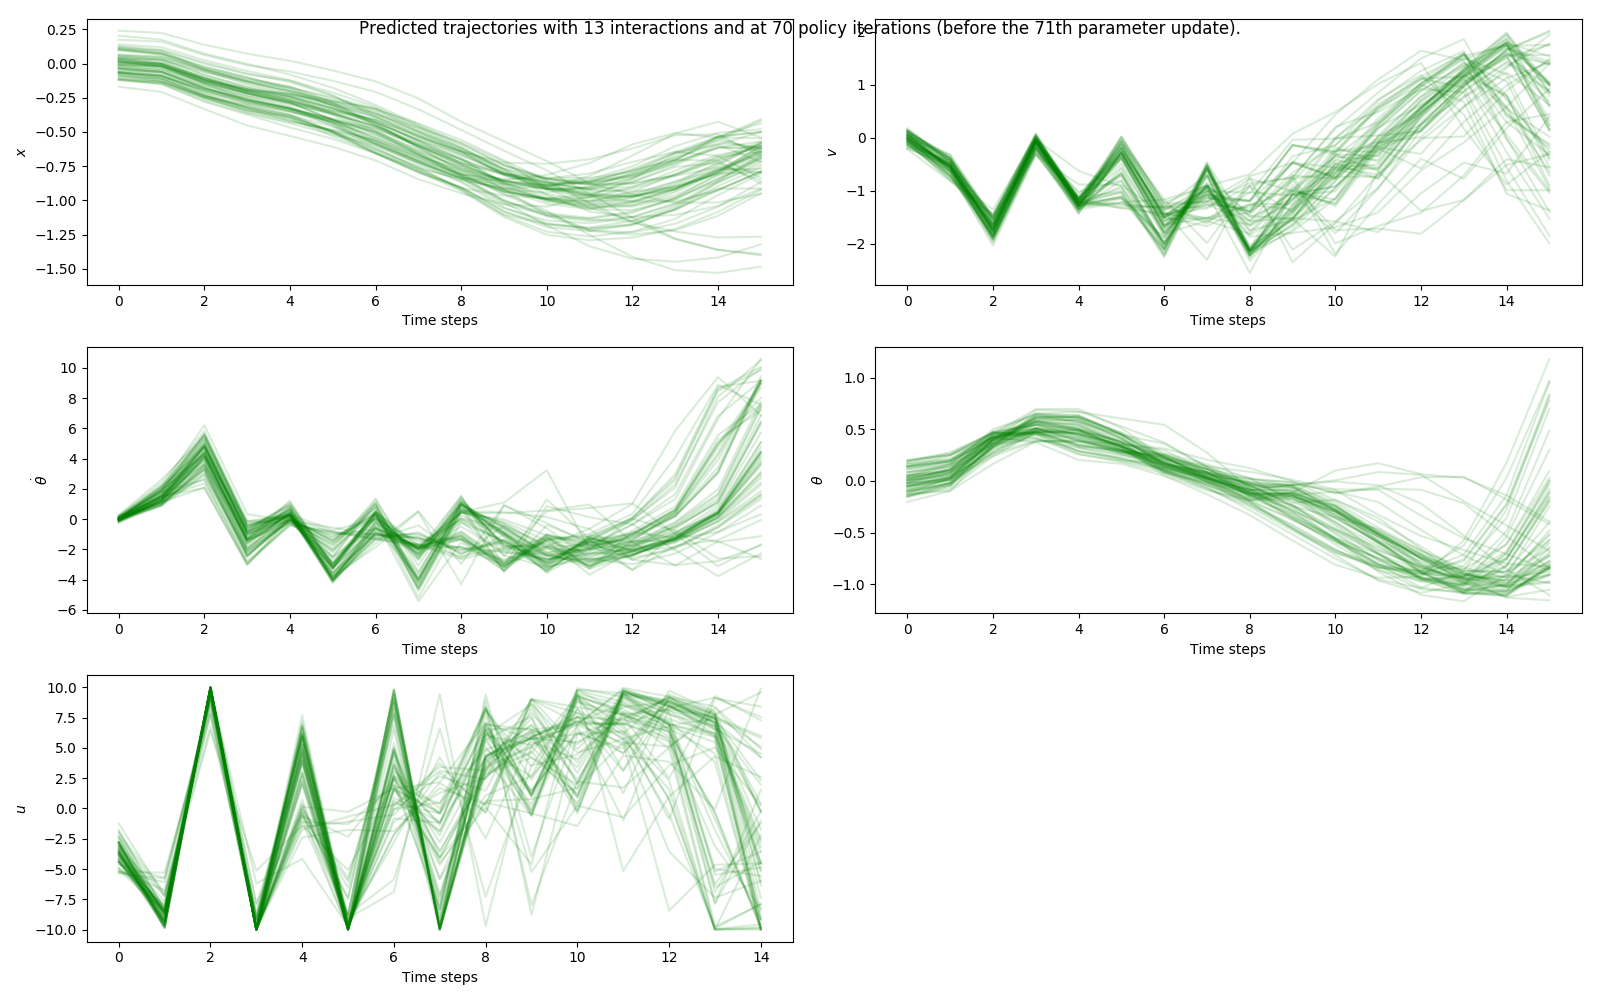 Predicted trajectories with 13 interactions and at 70 policy iterations (before the 71th parameter update).
0.25
0.00
−0.25
−0.50
−0.75
−1.00
−1.25
−1.50
x
0 2 4 6 8 10 12 14
Time steps
2
1
0
−1
−2
v
0 2 4 6 8 10 12 14
Time steps
10
8
6
4
2
0
−2
−4
−6
θ̇
0 2 4 6 8 10 12 14
Time steps
1.0
0.5
0.0
−0.5
−1.0
θ
0 2 4 6 8 10 12 14
Time steps
10.0
7.5
5.0
2.5
0.0
−2.5
−5.0
−7.5
−10.0
u
0 2 4 6 8 10 12 14
Time steps